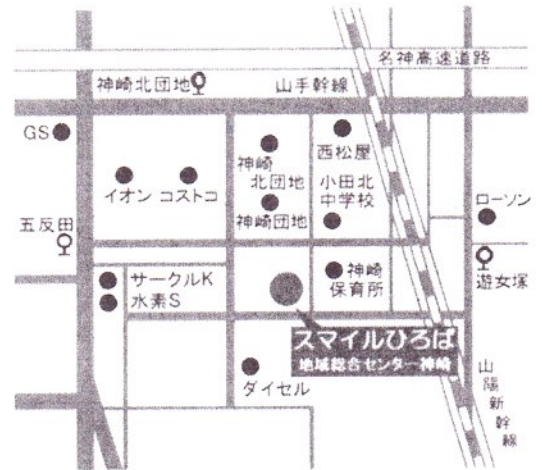 名神高速道路
神崎北団地
山手幹線
GS
神崎
北団地
西松屋
イオン
コストコ
神崎団地
小田北
中学校
ローソン
五反田
サークルK
水素S
神崎
保育所
遊女塚
スマイルひろば
地域総合センター神崎
ダイセル
山陽新幹線